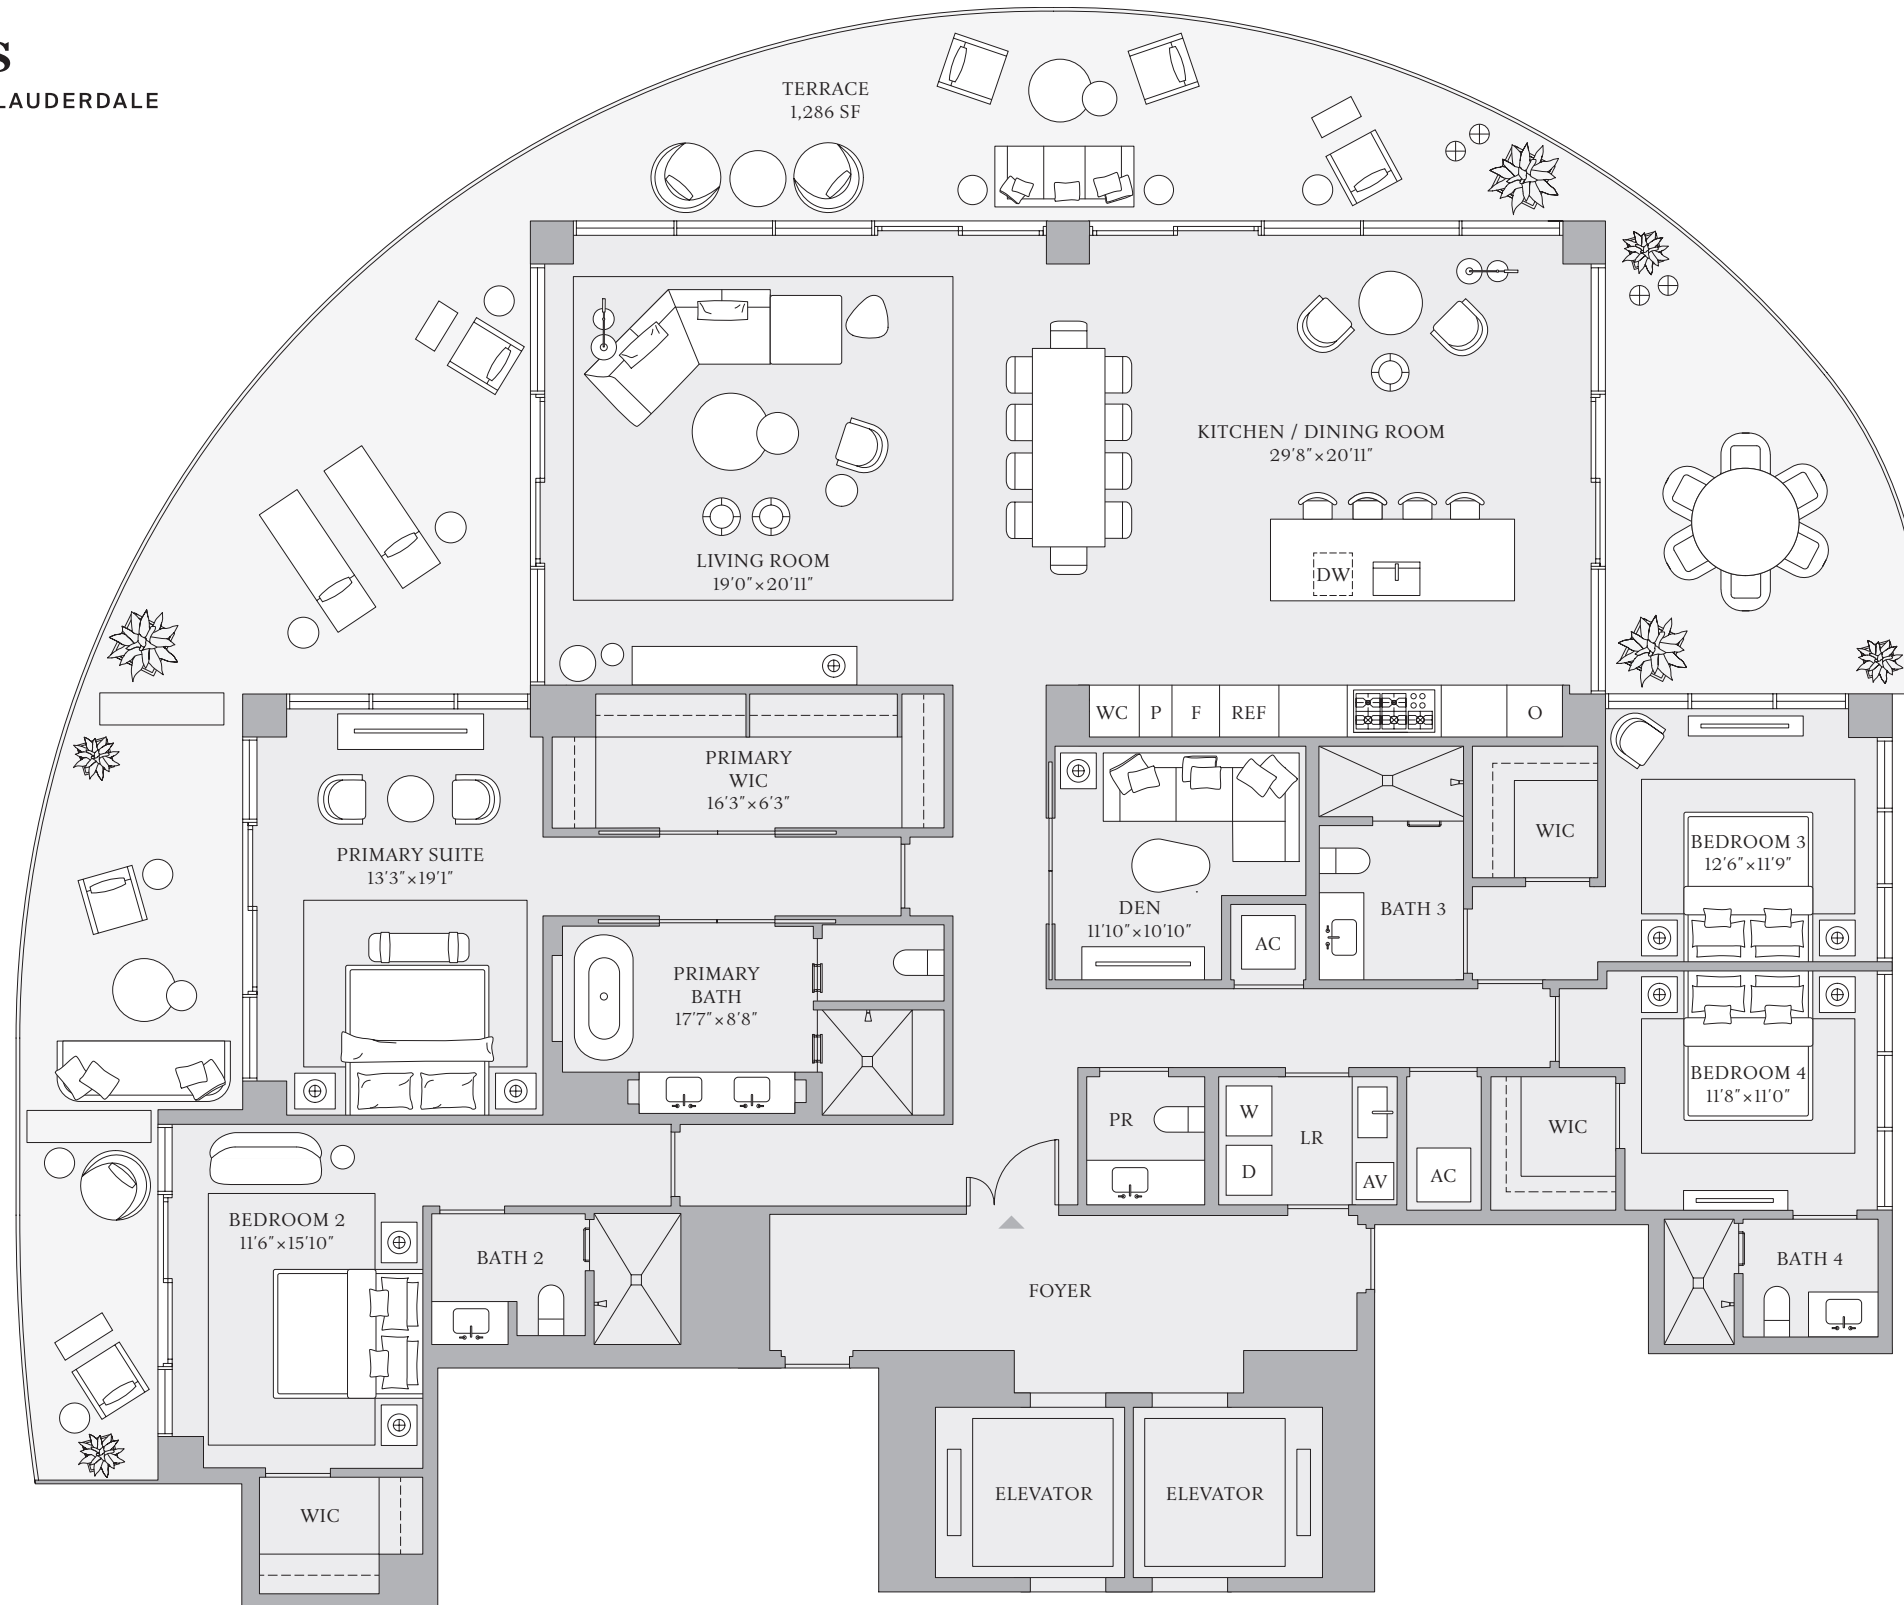 S
LAUDERDALE
TERRACE
1,286 SF
LIVING ROOM
19'0"×20'11"
KITCHEN / DINING ROOM
29'8"×20'11"
DW
WC
P
F
REF
O
PRIMARY
WIC
16'3"×6'3"
PRIMARY SUITE
13'3"×19'1"
PRIMARY
BATH
17'7"×8'8"
DEN
11'10"×10'10"
AC
BATH 3
WIC
BEDROOM 3
12'6"×11'9"
BEDROOM 4
11'8"×11'0"
PR
W
D
LR
AV
AC
WIC
BEDROOM 2
11'6"×15'10"
BATH 2
FOYER
BATH 4
WIC
ELEVATOR
ELEVATOR